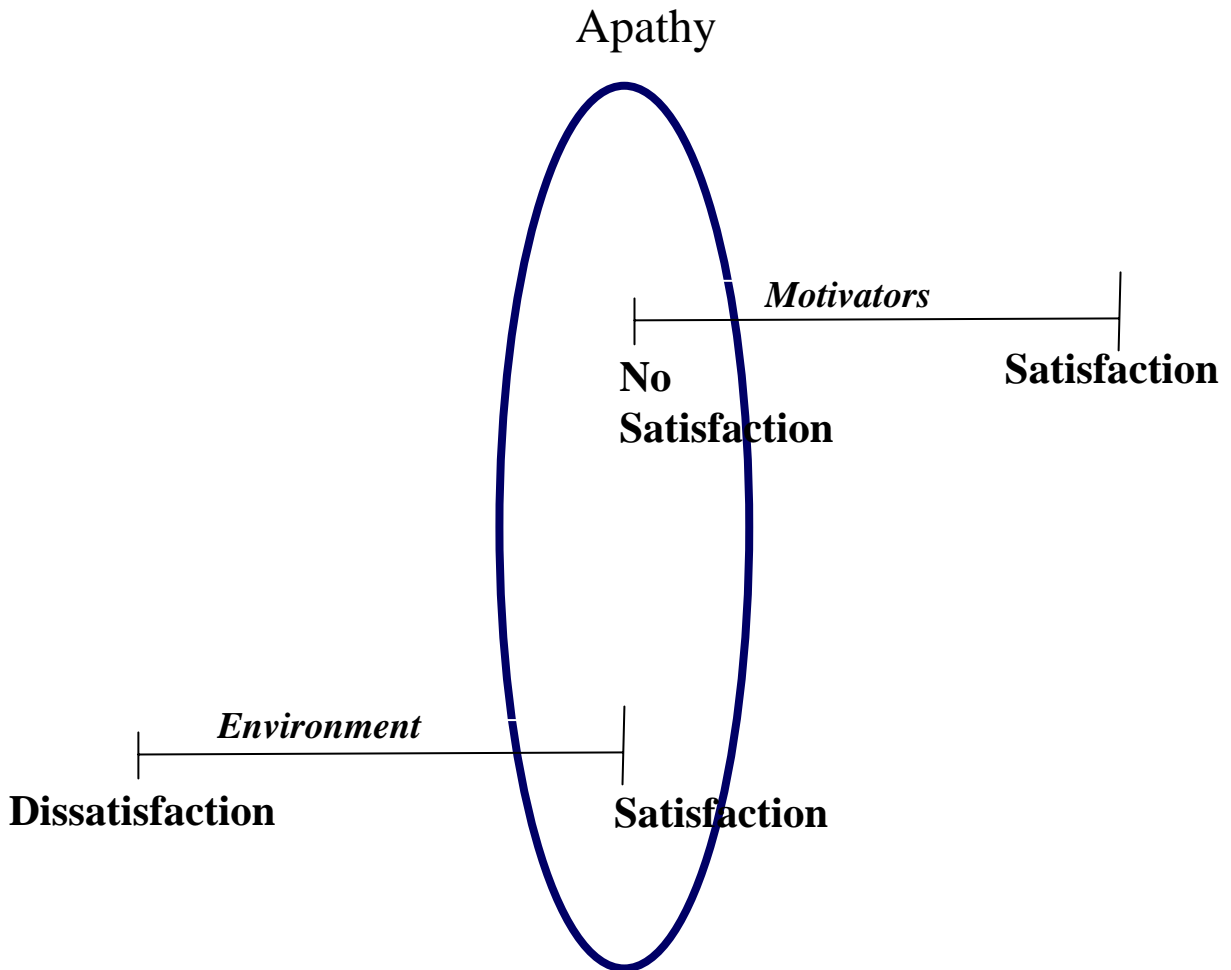 Apathy
Motivators
No
Satisfaction
Satisfaction
Environment
Dissatisfaction
Satisfaction